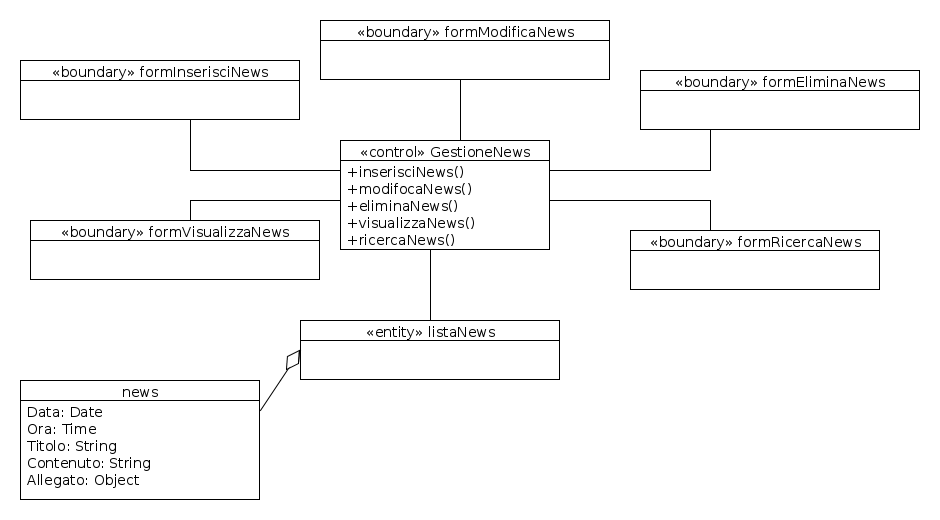 «boundary» formModificaNews
«boundary» formInserisciNews
«boundary» formEliminaNews
«control» GestioneNews
+inserisciNews()
+modifocaNews()
+eliminaNews()
+visualizzaNews()
+ricercaNews()
«boundary» formVisualizzaNews
«boundary» formRicercaNews
«entity» listaNews
news
Data: Date
Ora: Time
Titolo: String
Contenuto: String
Allegato: Object